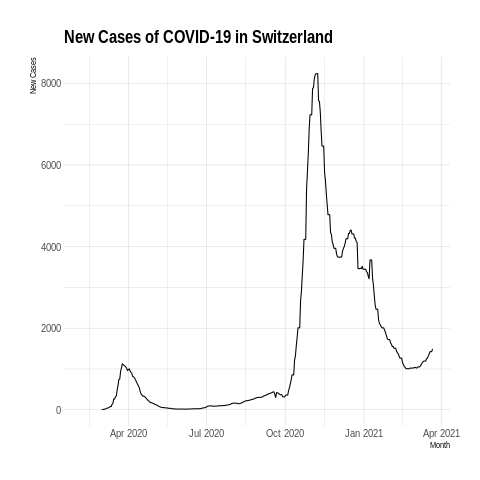 New Cases of COVID-19 in Switzerland
New Cases
8000
6000
4000
2000
0
Apr 2020 Jul 2020 Oct 2020 Jan 2021 Apr 2021
Month